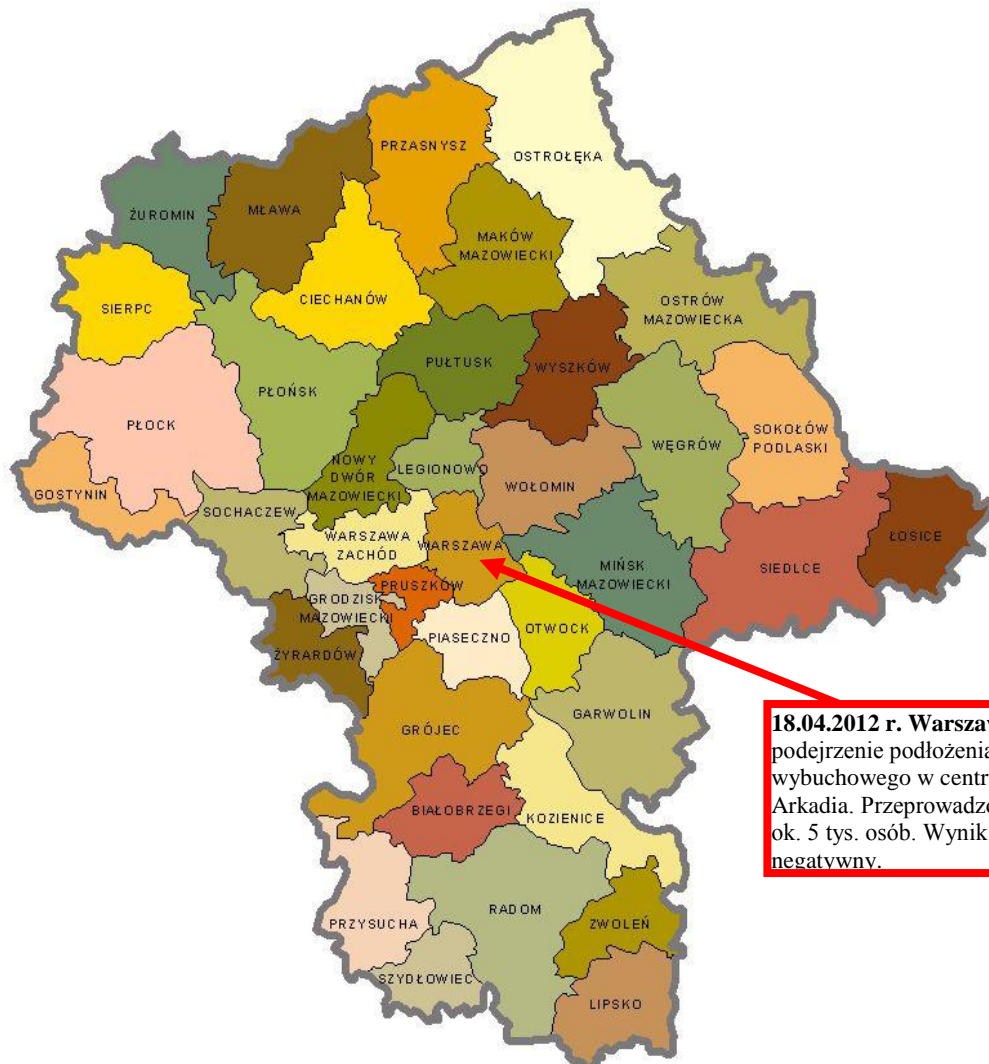 PRZASNYSZ
OSTROŁĘKA
ŻUROMIN
MŁAWA
MAKÓW
MAZOWIECKI
SIERPC
CIECHANÓW
OSTRÓW
MAZOWIECKA
PŁOCK
PŁOŃSK
PUŁTUSK
WYSZKÓW
SOKOŁÓW
PODLASKI
WĘGRÓW
GOSTYNIN
NOWY
DWÓR
MAZOWIECKI
LEGIONOWO
WOŁOMIN
SOCHACZEW
WARSZAWA
ZACHÓD
WARSZAWA
MIŃSK
MAZOWIECKI
SIEDLCE
ŁOSICE
GRODZISK
MAZOWIECKI
PRUSZKÓW
PIASECZNO
OTWOCK
ŻYRARDÓW
GRÓJEC
GARWOLIN
BIAŁOBRZEGI
KOZIENICE
PRZYSUCHA
RADOM
ZWOLEŃ
SZYDŁOWIEC
LIPSKO
18.04.2012 r.
podejrzenie podłożenia
wybuchowego w
Arkadia.
ok. 5 tys. osób. Wynik
negatywny.